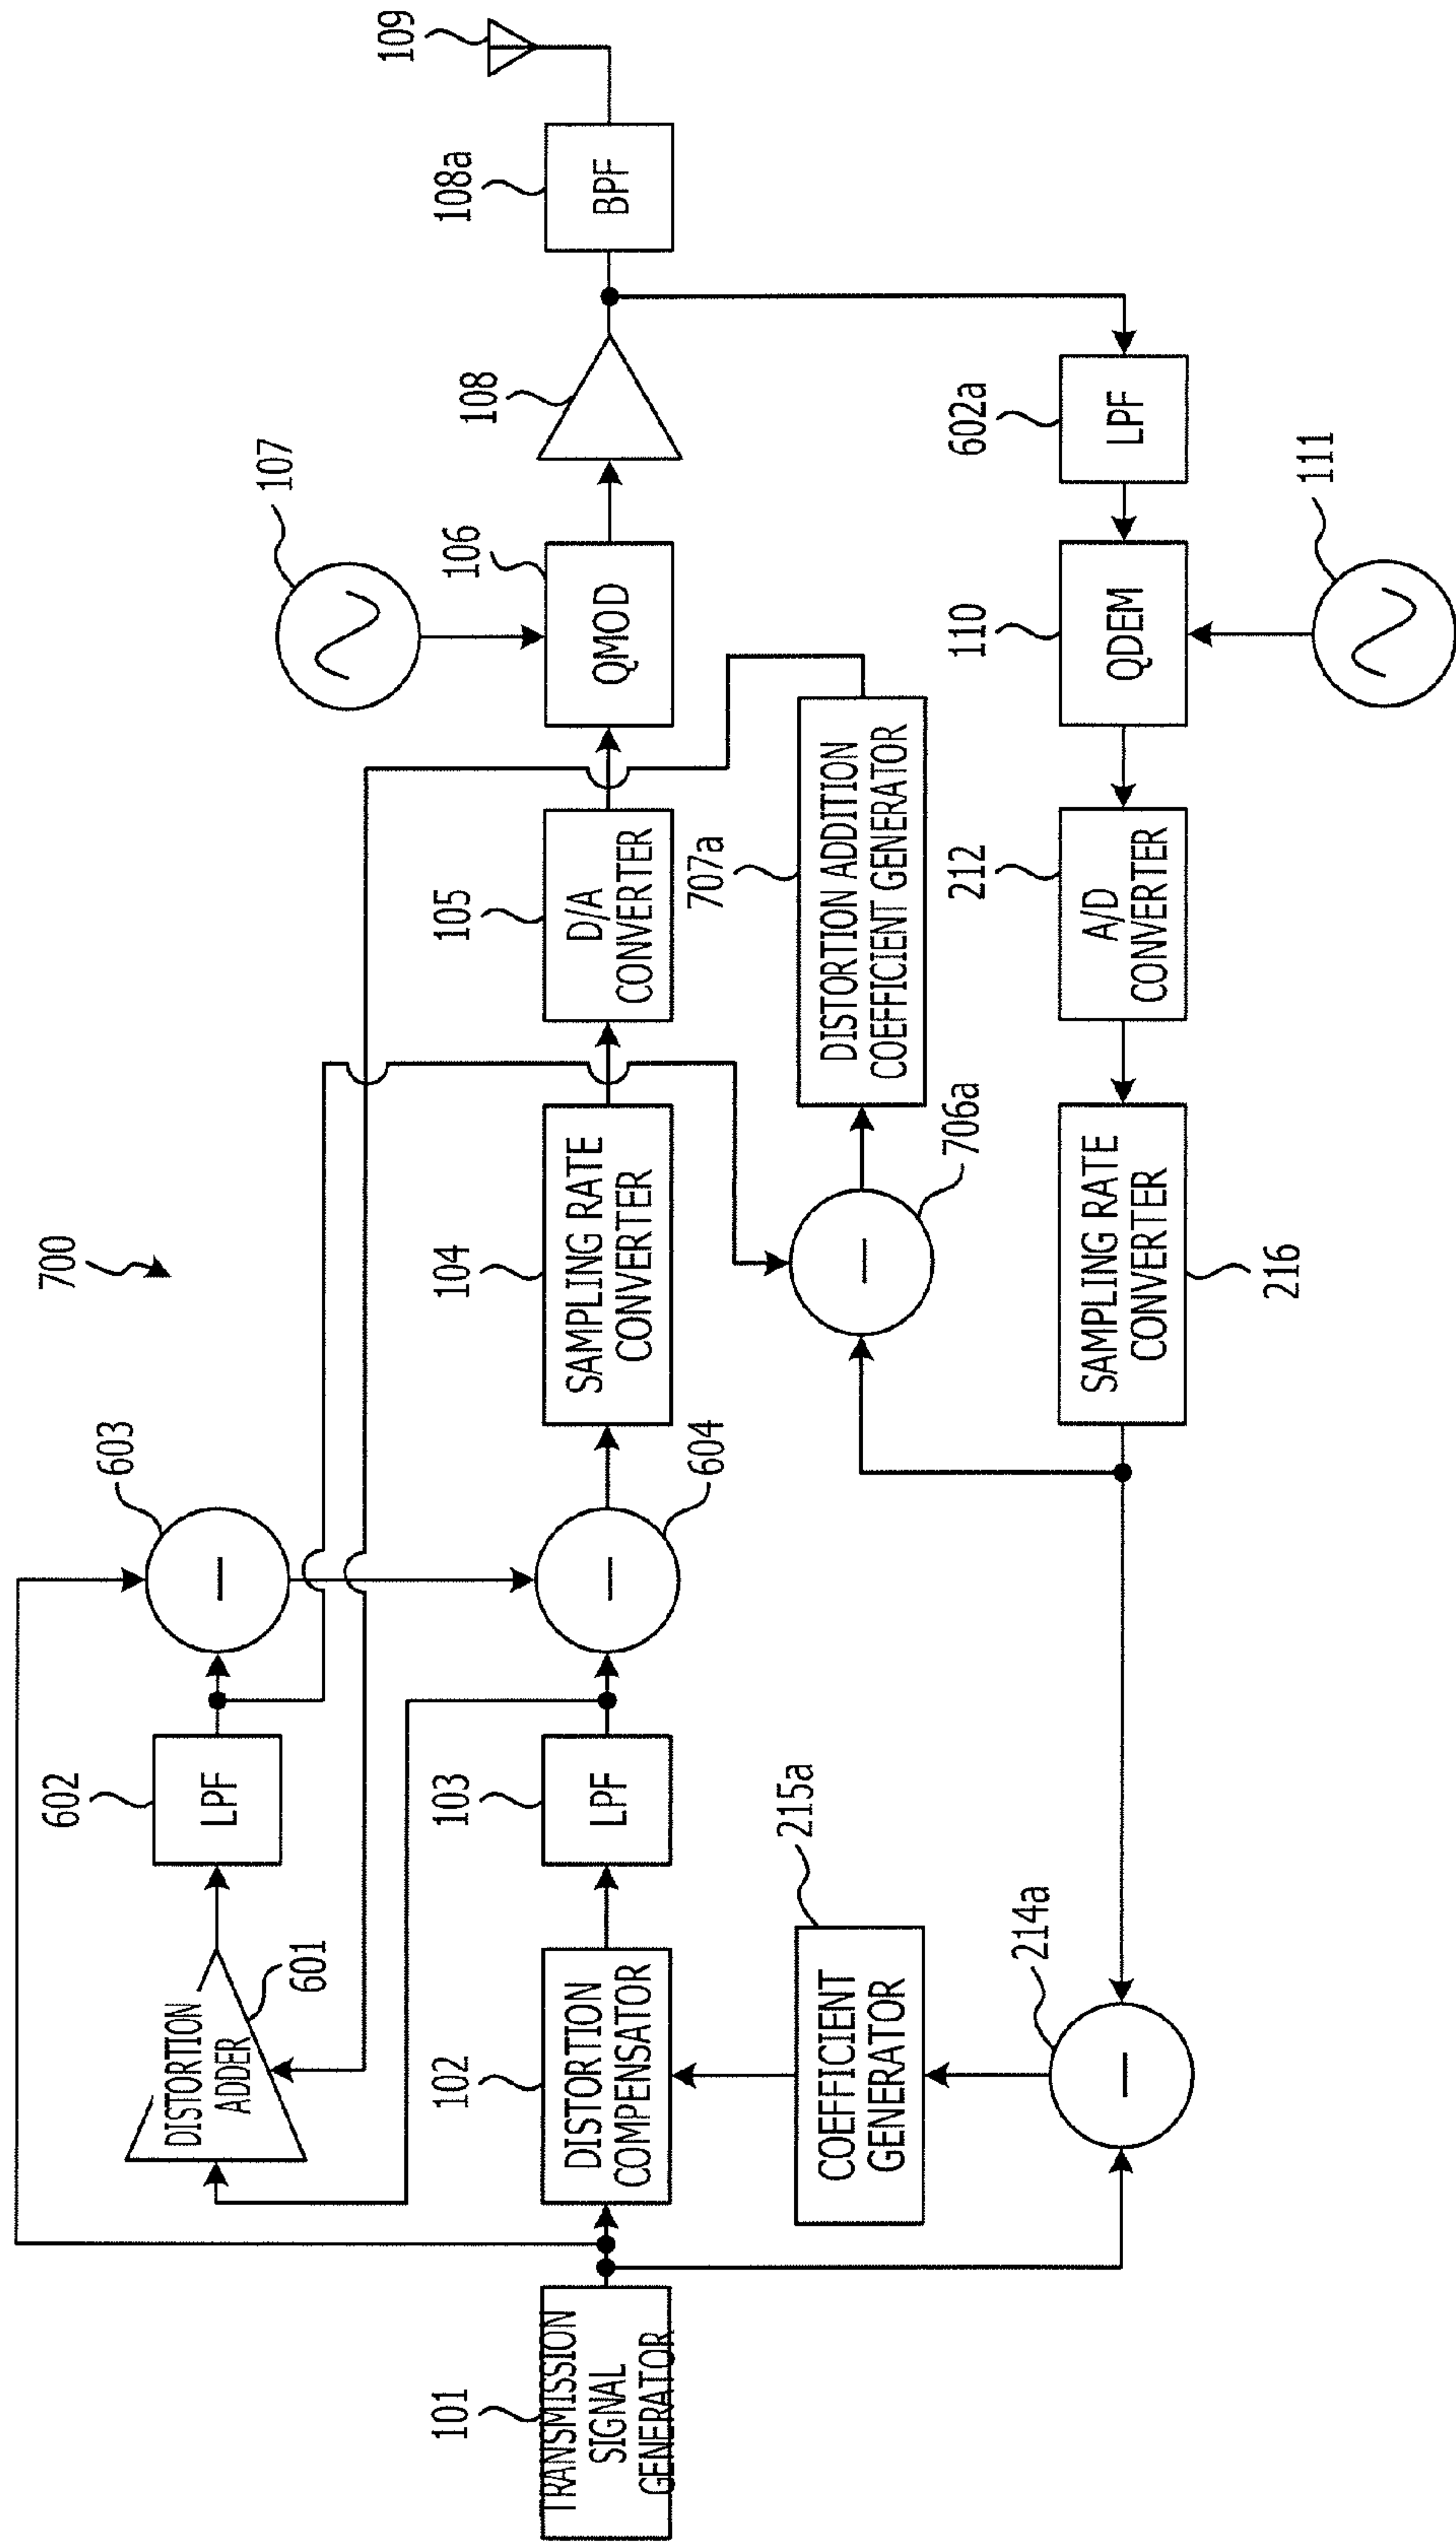 700
603
602
LPF
DISTORTION
ADDER
601
107
109
101
TRANSMISSION
SIGNAL
GENERATOR
102
DISTORTION
COMPENSATOR
103
LPF
604
104
SAMPLING RATE
CONVERTER
105
D/A
CONVERTER
106
QMOD
108
108a
BPF
215a
COEFFICIENT
GENERATOR
706a
707a
DISTORTION ADDITION
COEFFICIENT GENERATOR
214a
216
SAMPLING RATE
CONVERTER
212
A/D
CONVERTER
110
QDEM
602a
LPF
111